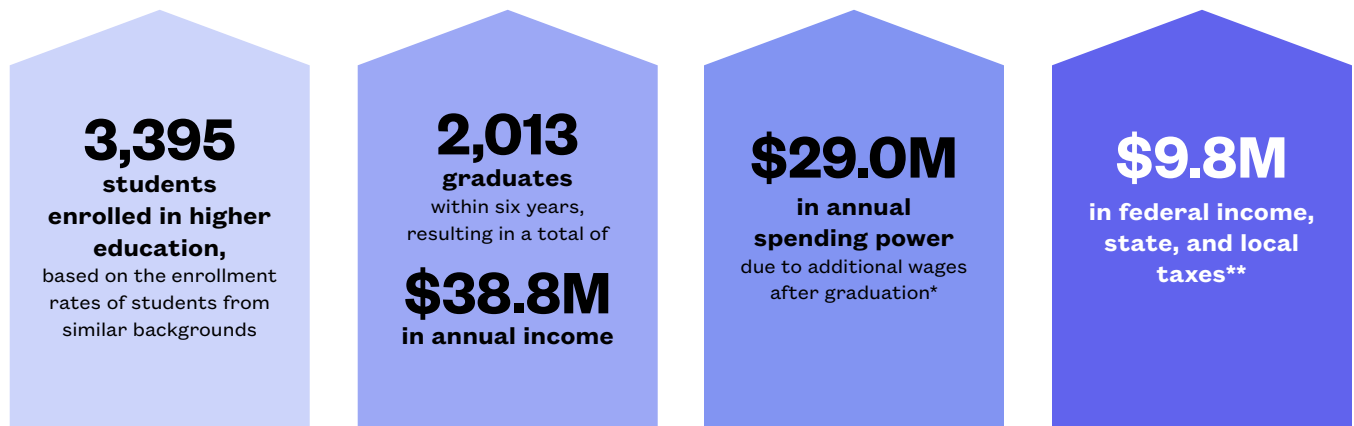 3,395
students
enrolled in higher
education,
based on the enrollment
rates of students from
similar backgrounds
2,013
graduates
within six years,
resulting in a total of
$38.8M
in annual income
$29.0M
in annual
spending power
due to additional wages
after graduation*
$9.8M
in federal income,
state, and local
taxes**